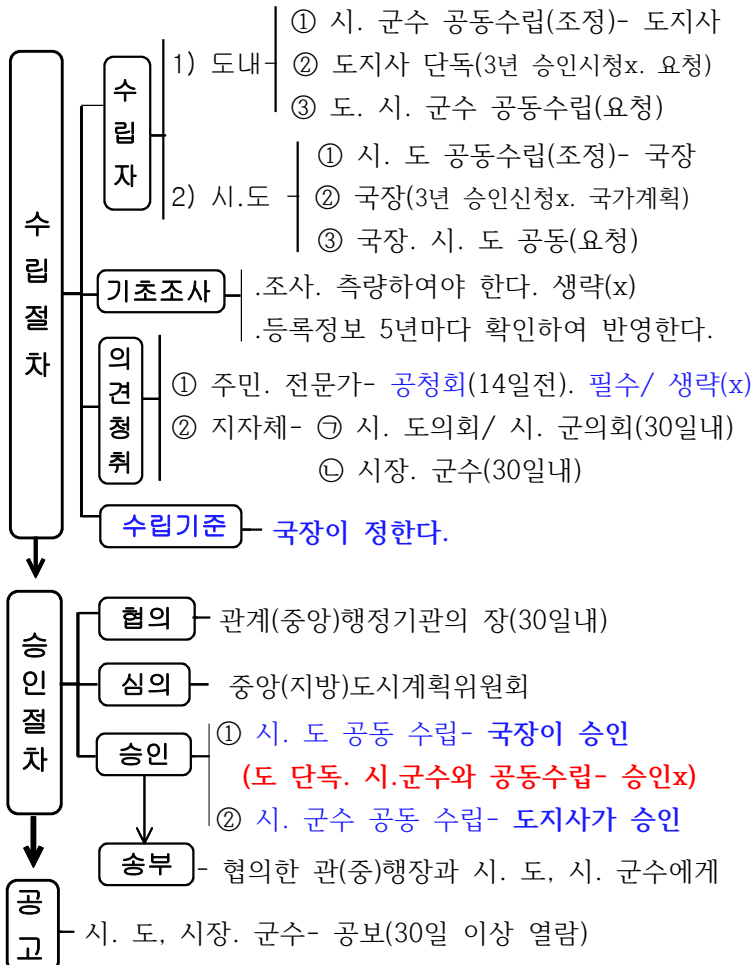 수립절차
수립자
1) 도내
① 시. 군수 공동수립(조정)- 도지사
② 도지사 단독(3년 승인시청x. 요청)
③ 도. 시. 군수 공동수립(요청)
2) 시.도
① 시. 도 공동수립(조정)- 국장
② 국장(3년 승인신청x. 국가계획)
③ 국장. 시. 도 공동(요청)
기초조사
.조사. 측량하여야 한다. 생략(x)
.등록정보 5년마다 확인하여 반영한다.
의견청취
① 주민. 전문가- 공청회(14일전). 필수/ 생략(x)
② 지자체- ㉠ 시. 도의회/ 시. 군의회(30일내)
㉡ 시장. 군수(30일내)
수립기준
국장이 정한다.
승인절차
협의
관계(중앙)행정기관의 장(30일내)
심의
중앙(지방)도시계획위원회
승인
① 시. 도 공동 수립- 국장이 승인
(도 단독. 시.군수와 공동수립- 승인x)
② 시. 군수 공동 수립- 도지사가 승인
송부
- 협의한 관(중)행장과 시. 도, 시. 군수에게
공고
시. 도, 시장. 군수- 공보(30일 이상 열람)